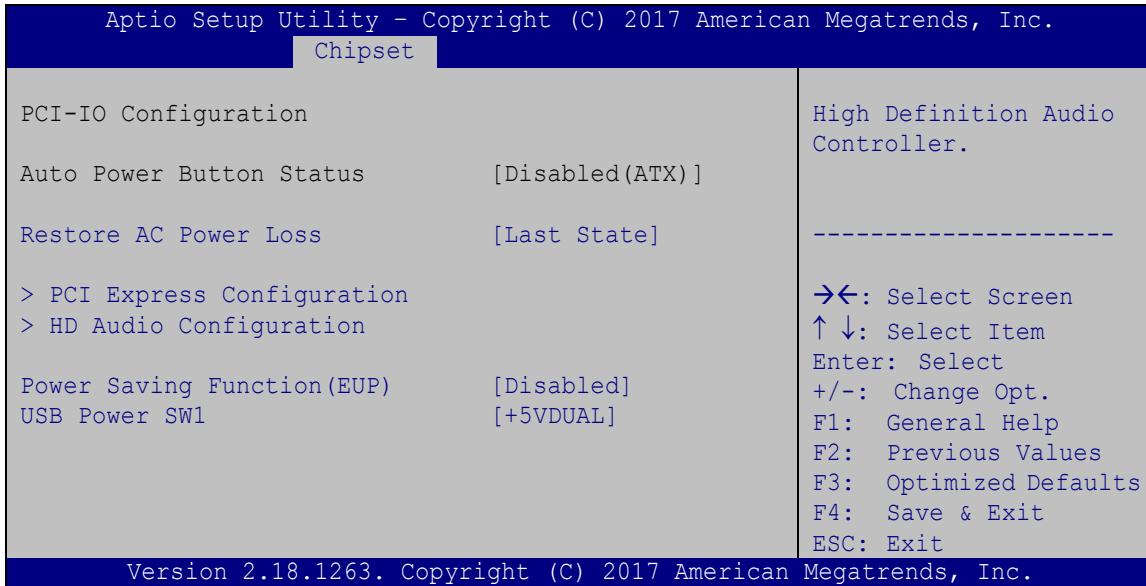 Aptio Setup Utility – Copyright (C) 2017 American Megatrends, Inc.
Chipset
PCI-IO Configuration
Auto Power Button Status [Disabled(ATX)]
Restore AC Power Loss [Last State]
> PCI Express Configuration
> HD Audio Configuration
Power Saving Function(EUP) [Disabled]
USB Power SW1 [+5VDUAL]
High Definition Audio
Controller.
---------------------
→←: Select Screen
↑ ↓: Select Item
Enter: Select
+/-: Change Opt.
F1: General Help
F2: Previous Values
F3: Optimized Defaults
F4: Save & Exit
ESC: Exit
Version 2.18.1263. Copyright (C) 2017 American Megatrends, Inc.